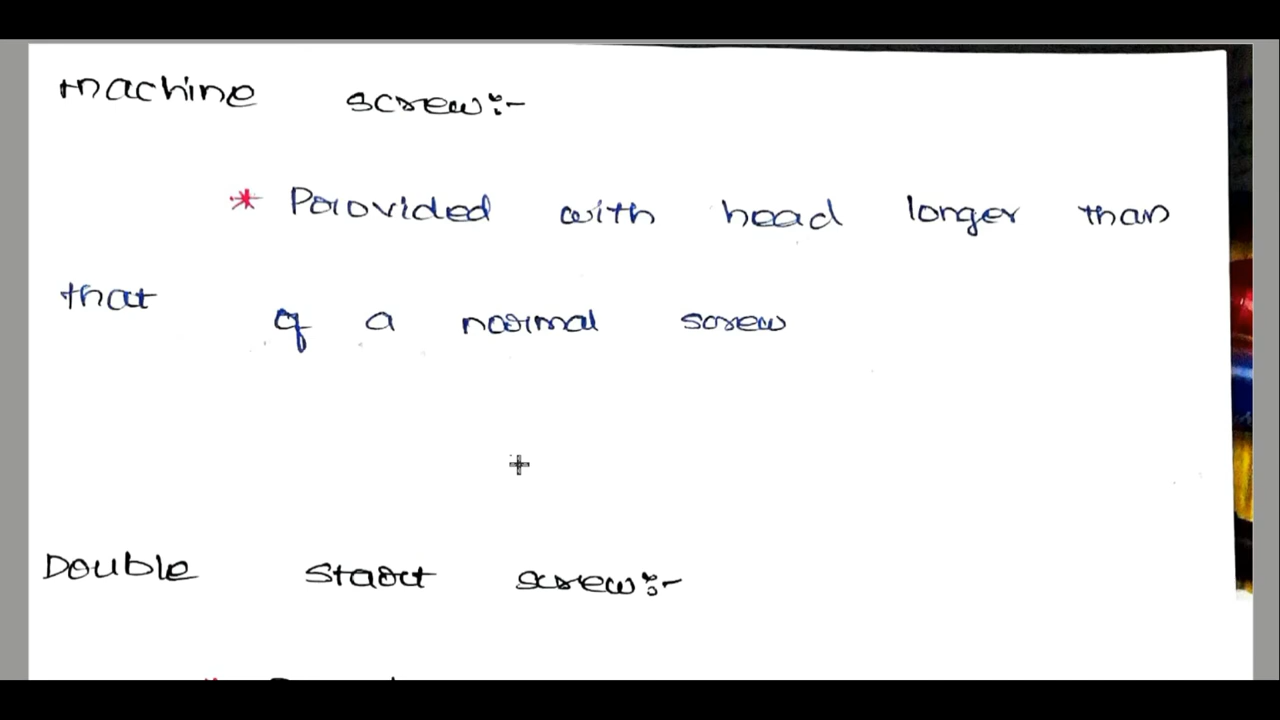 machine screw:-
* Provided with head longer than
that of a normal screw
Double start screw:-